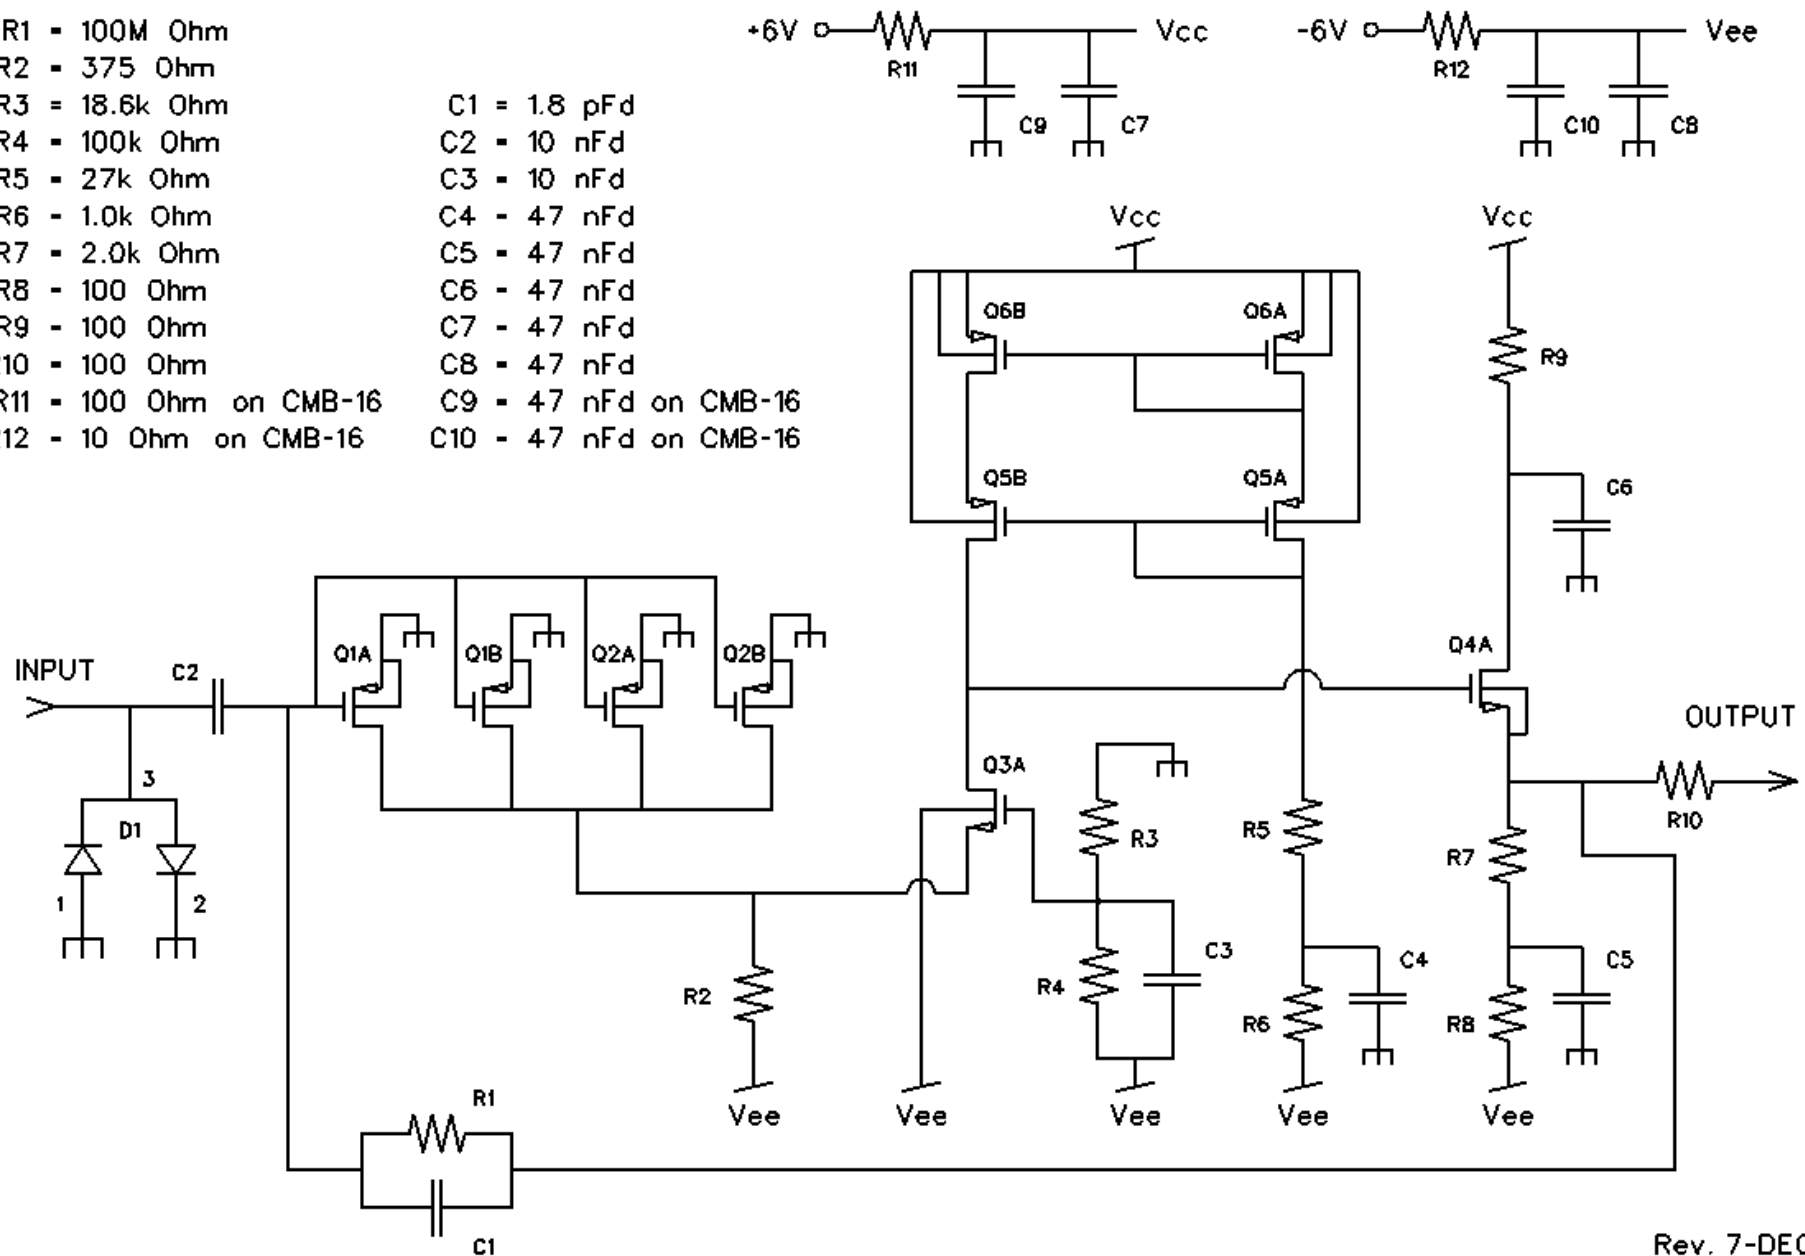 R1 - 100M Ohm
R2 - 375 Ohm
R3 = 18.6k Ohm
R4 - 100k Ohm
R5 - 27k Ohm
R6 - 1.0k Ohm
R7 - 2.0k Ohm
R8 - 100 Ohm
R9 - 100 Ohm
10 - 100 Ohm
R11 - 100 Ohm on CMB-16
12 - 10 Ohm on CMB-16
C1 = 1.8 pFd
C2 - 10 nFd
C3 - 10 nFd
C4 - 47 nFd
C5 - 47 nFd
C6 - 47 nFd
C7 - 47 nFd
C8 - 47 nFd
C9 - 47 nFd on CMB-16
C10 - 47 nFd on CMB-16
+6V
R11
Vcc
C9
C7
-6V
R12
Vee
C10
C8
Vcc
Vcc
Q6B
Q6A
R9
Q5B
Q5A
C6
INPUT
C2
Q1A
Q1B
Q2A
Q2B
Q4A
OUTPUT
3
D1
1
2
Q3A
R3
R5
R7
R10
R2
R4
C3
R6
C4
R8
C5
Vee
Vee
Vee
Vee
Vee
R1
C1
Rev. 7-DEC